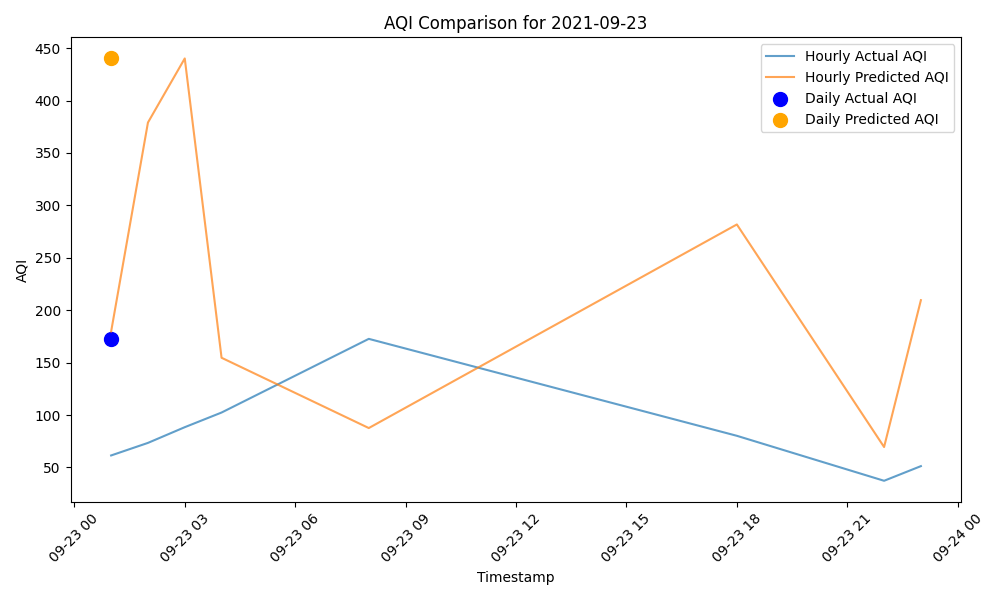 AQI Comparison for 2021-09-23
Hourly Actual AQI
Hourly Predicted AQI
Daily Actual AQI
Daily Predicted AQI
AQI
450
400
350
300
250
200
150
100
50
09-23 00
09-23 03
09-23 06
09-23 09
09-23 12
09-23 15
09-23 18
09-23 21
09-24 00
Timestamp